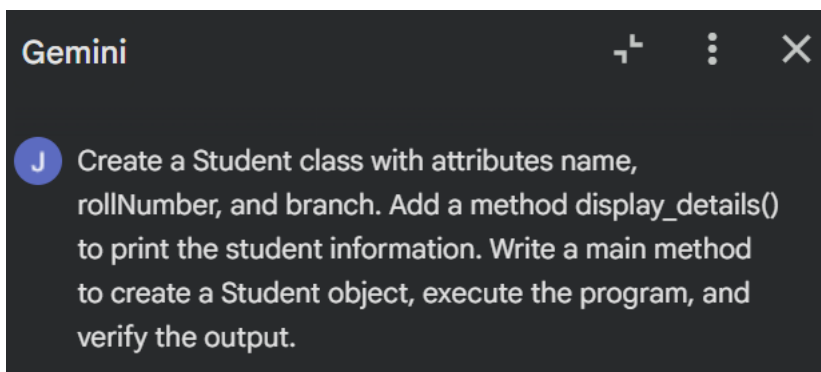 Gemini
J
Create a Student class with attributes name,
rollNumber, and branch. Add a method display_details()
to print the student information. Write a main method
to create a Student object, execute the program, and
verify the output.